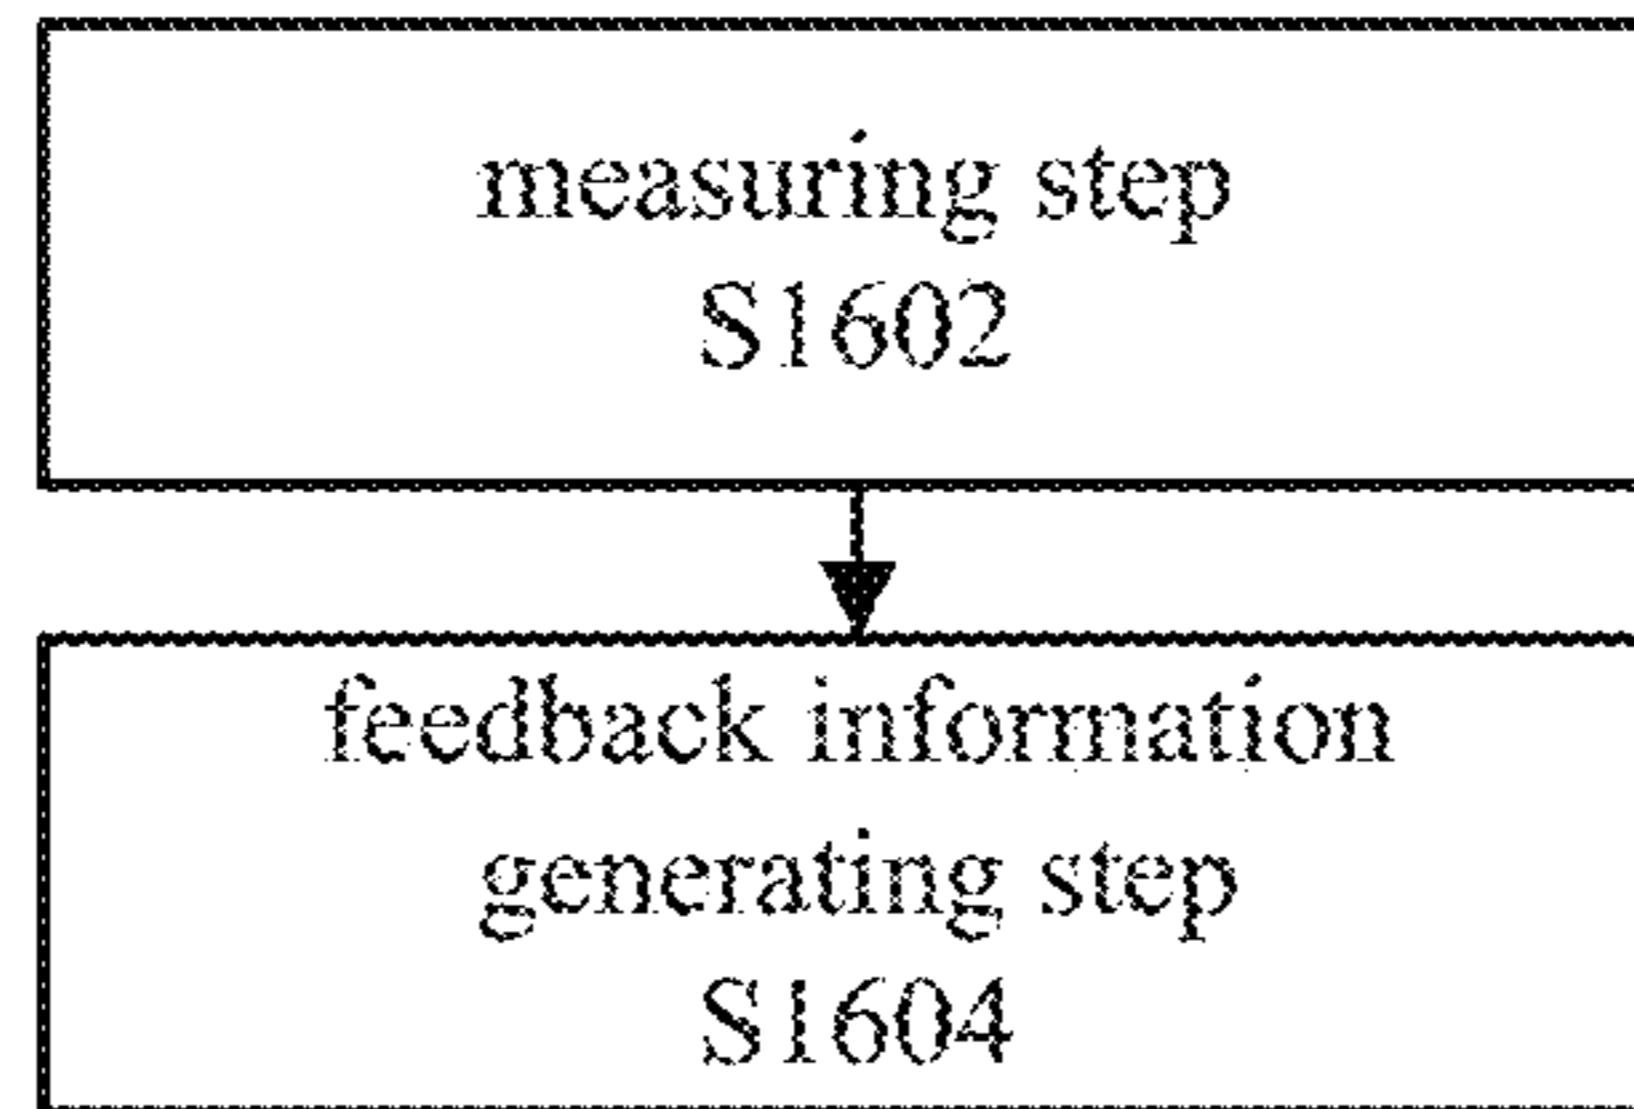 measuring step
S1602
feedback information
generating step
S1604